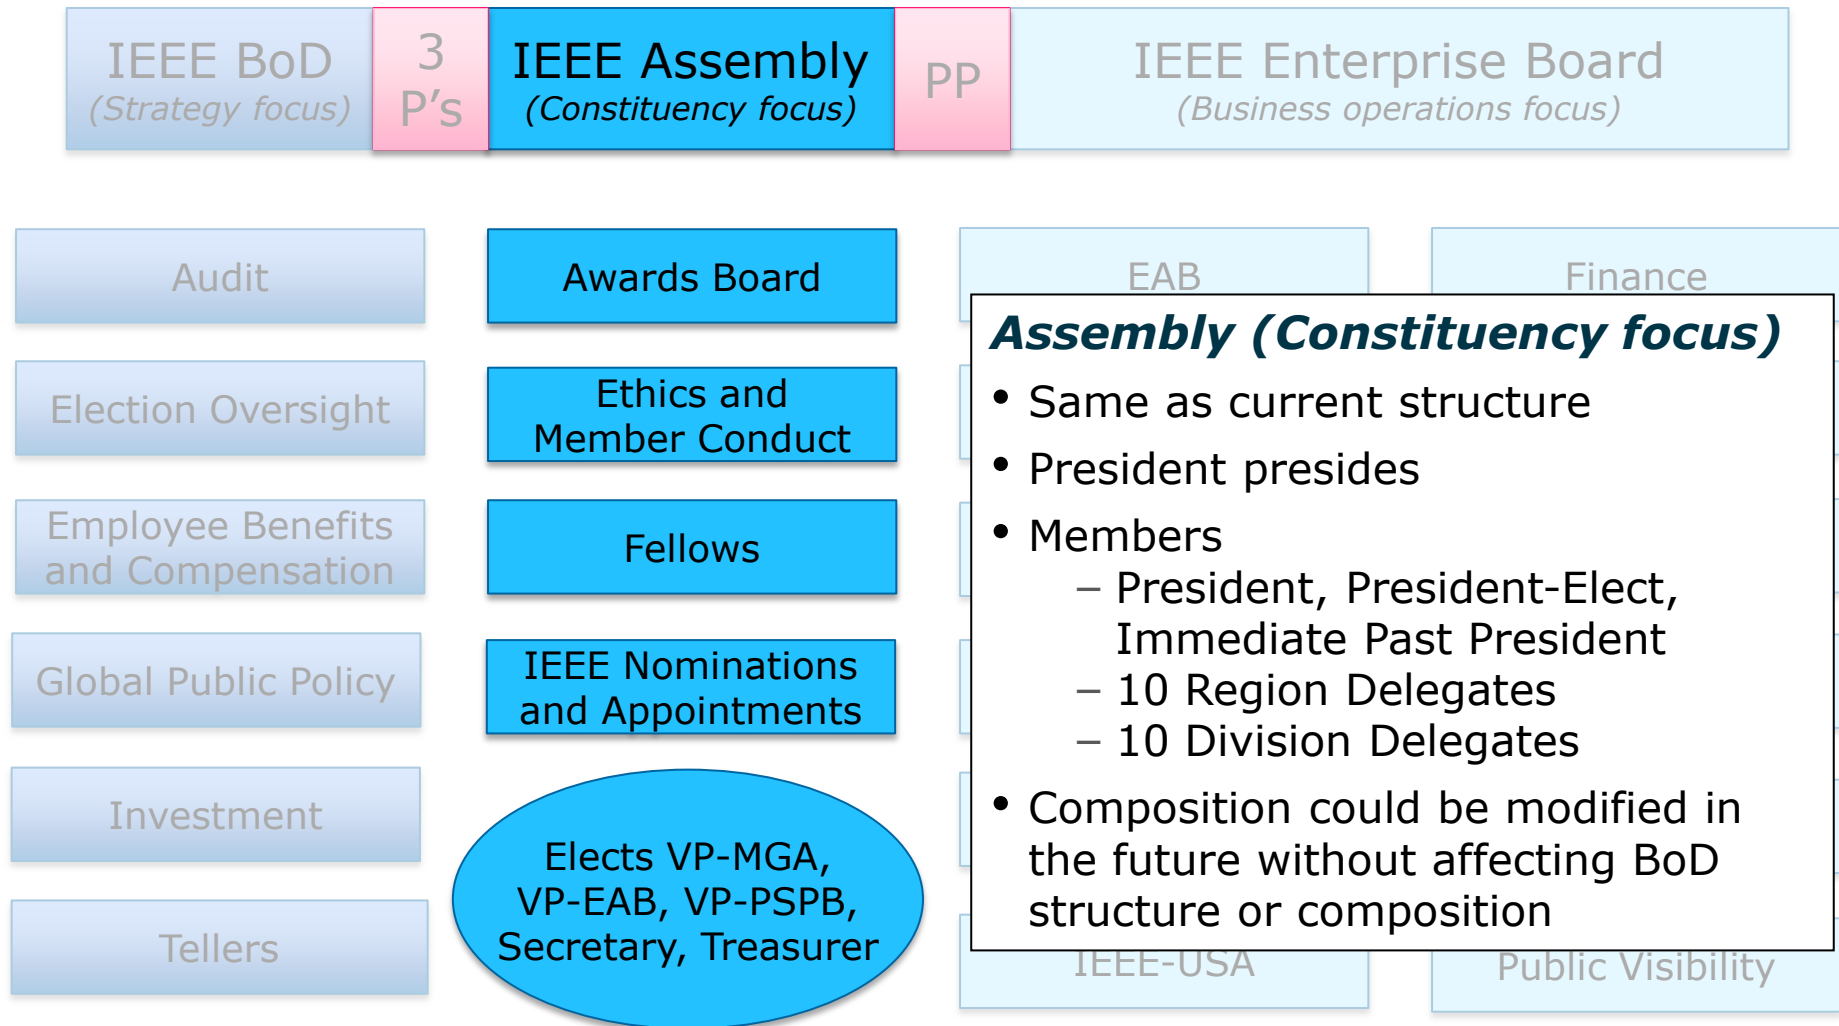 IEEE BoD
(Strategy focus)
3
P's
IEEE Assembly
(Constituency focus)
PP
IEEE Enterprise Board
(Business operations focus)
Audit
Election Oversight
Employee Benefits
and Compensation
Global Public Policy
Investment
Tellers
Awards Board
Ethics and
Member Conduct
Fellows
IEEE Nominations
and Appointments
Elects VP-MGA,
VP-EAB, VP-PSPB,
Secretary, Treasurer
EAB
Finance
Assembly (Constituency focus)
• Same as current structure
• President presides
• Members
– President, President-Elect,
Immediate Past President
– 10 Region Delegates
– 10 Division Delegates
• Composition could be modified in
the future without affecting BoD
structure or composition
IEEE-USA
Public Visibility